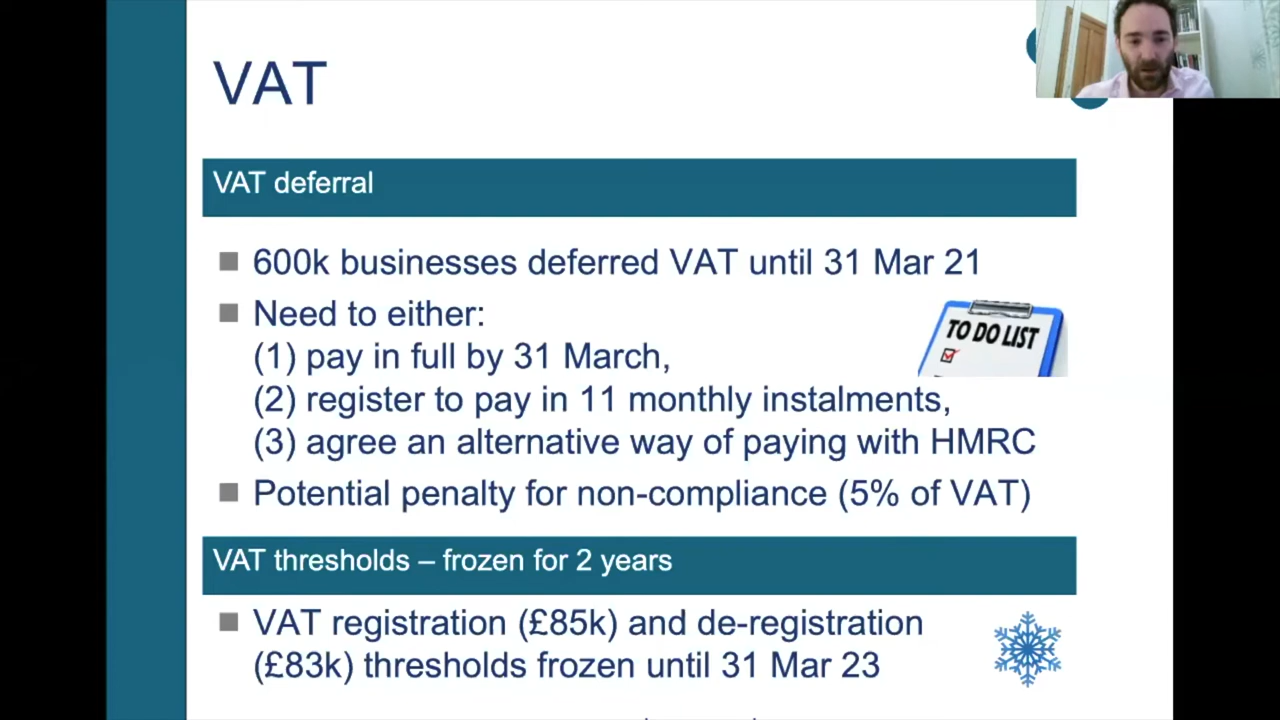 VAT
VAT deferral
600k businesses deferred VAT until 31 Mar 21
Need to either:
(1) pay in full by 31 March,
(2) register to pay in 11 monthly instalments,
(3) agree an alternative way of paying with HMRC
TO DO LIST
Potential penalty for non-compliance (5% of VAT)
VAT thresholds – frozen for 2 years
VAT registration (£85k) and de-registration
(£83k) thresholds frozen until 31 Mar 23